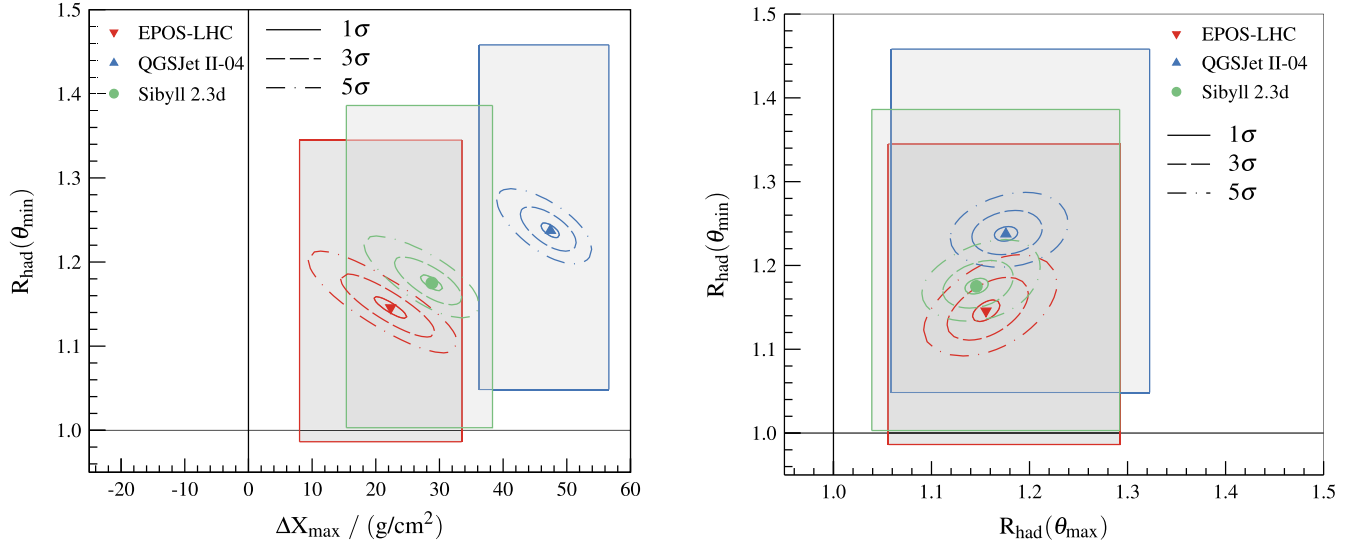 1.5
1.4
1.3
1.2
1.1
1.0
R_had(θ_min)
EPOS-LHC
QGSJet II-04
Sibyll 2.3d
1σ
3σ
5σ
-20 -10 0 10 20 30 40 50 60
ΔX_max / (g/cm²)
1.5
1.4
1.3
1.2
1.1
1.0
R_had(θ_min)
EPOS-LHC
QGSJet II-04
Sibyll 2.3d
1σ
3σ
5σ
1.0 1.1 1.2 1.3 1.4 1.5
R_had(θ_max)